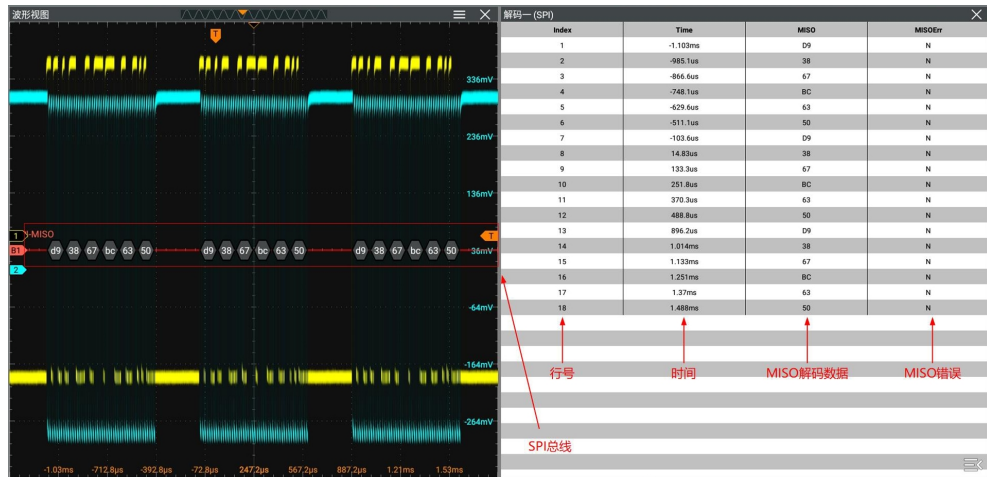 波形视图
T
336mV
236mV
136mV
1 I-MISO T
B1 d9 38 67 bc 63 50 d9 38 67 bc 63 50 d9 38 67 bc 63 50 36mV
2
-64mV
-164mV
-264mV
-1.03ms -712,8μs -392,8μs -72,8μs 247,2μs 567,2μs 887,2μs 1.21ms 1.53ms
解码一 (SPI)
Index Time MISO MISOErr
1 -1.103ms D9 N
2 -985.1us 38 N
3 -866.6us 67 N
4 -748.1us BC N
5 -629.6us 63 N
6 -511.1us 50 N
7 -103.6us D9 N
8 14.83us 38 N
9 133.3us 67 N
10 251.8us BC N
11 370.3us 63 N
12 488.8us 50 N
13 896.2us D9 N
14 1.014ms 38 N
15 1.133ms 67 N
16 1.251ms BC N
17 1.37ms 63 N
18 1.488ms 50 N
行号 时间 MISO解码数据 MISO错误
SPI总线